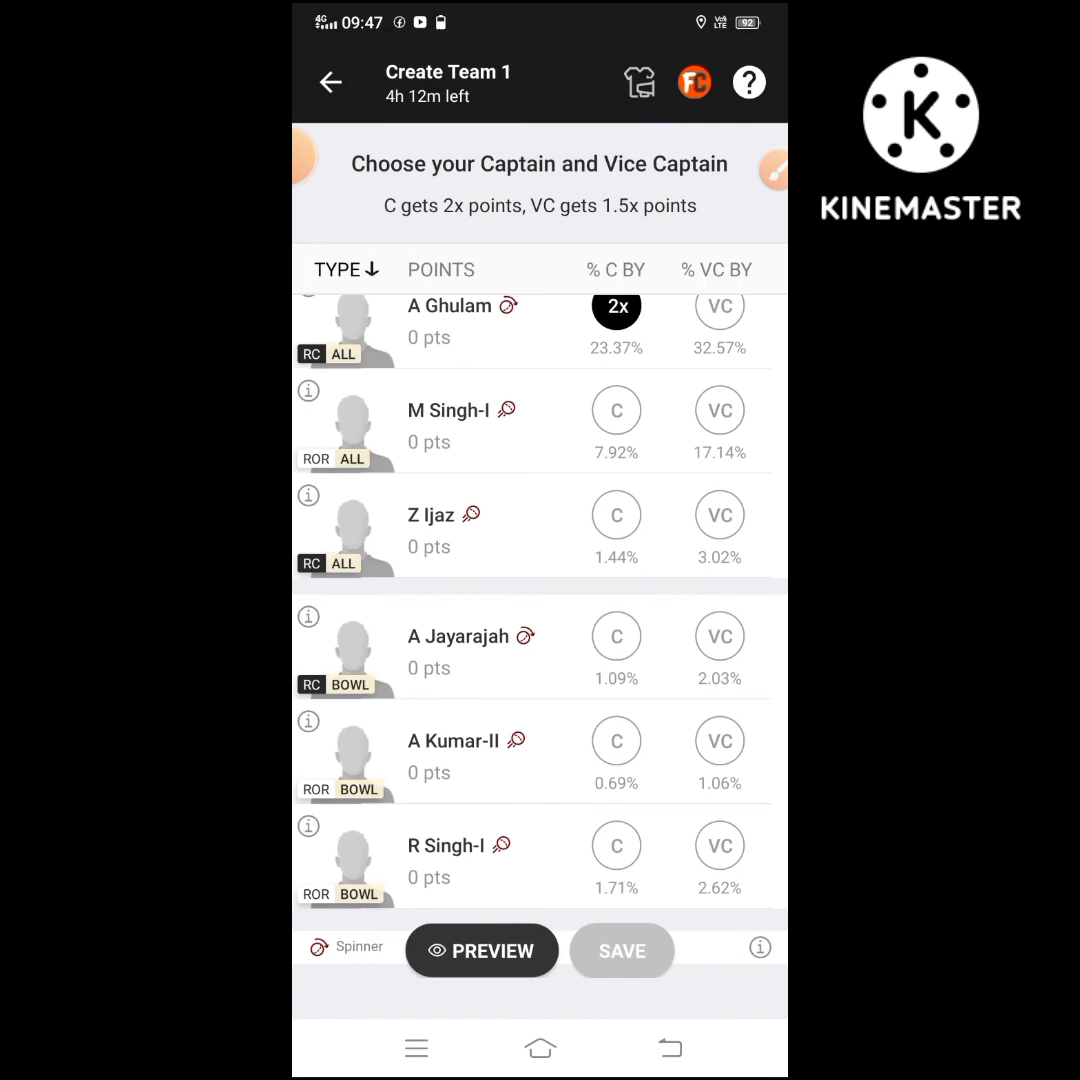 4G 09:47 VoLTE 92
Create Team 1
4h 12m left
FC ?
K
KINEMASTER
Choose your Captain and Vice Captain
C gets 2x points, VC gets 1.5x points
TYPE POINTS % C BY % VC BY
A Ghulam 2x VC
0 pts 23.37% 32.57%
RC ALL
M Singh-I C VC
0 pts 7.92% 17.14%
ROR ALL
Z Ijaz C VC
0 pts 1.44% 3.02%
RC ALL
A Jayarajah C VC
0 pts 1.09% 2.03%
RC BOWL
A Kumar-II C VC
0 pts 0.69% 1.06%
ROR BOWL
R Singh-I C VC
0 pts 1.71% 2.62%
ROR BOWL
Spinner PREVIEW SAVE